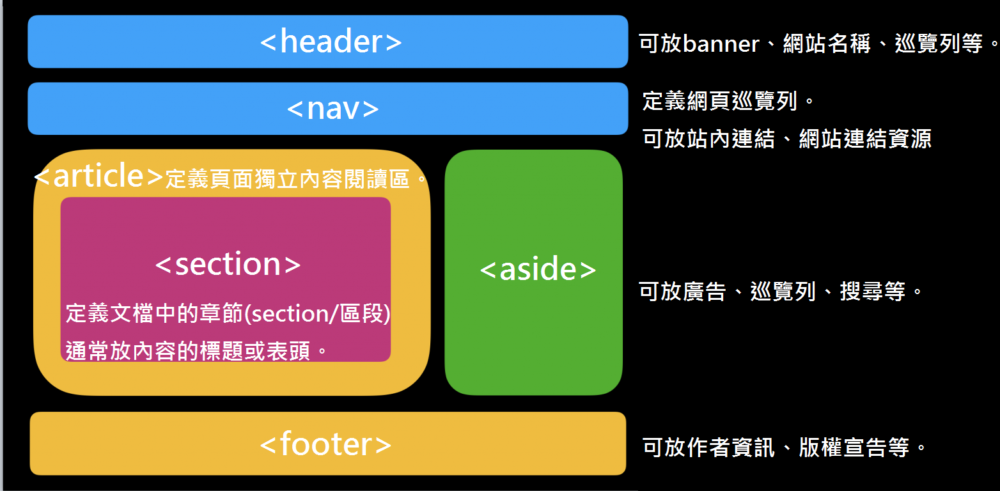 <header>
可放banner、網站名稱、巡覽列等。
<nav>
定義網頁巡覽列。
可放站內連結、網站連結資源
<article>定義頁面獨立內容閱讀區。
<section>
定義文檔中的章節(section/區段)
通常放內容的標題或表頭。
<aside>
可放廣告、巡覽列、搜尋等。
<footer>
可放作者資訊、版權宣告等。